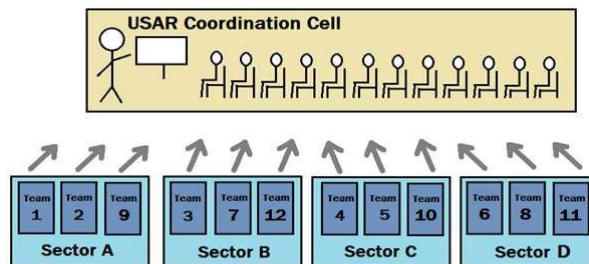 USAR Coordination Cell
Team Team Team
1 2 9
Sector A
Team Team Team
3 7 12
Sector B
Team Team Team
4 5 10
Sector C
Team Team Team
6 8 11
Sector D